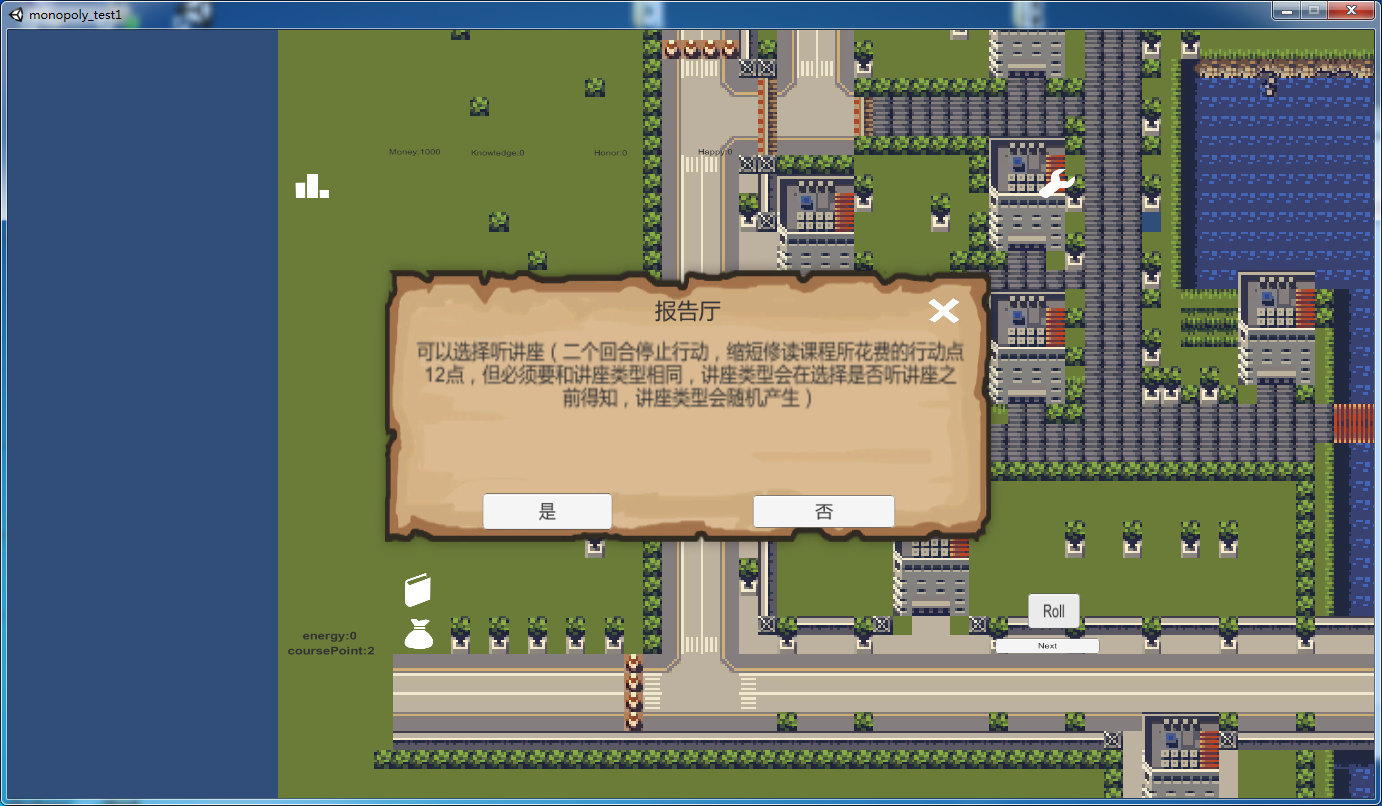 monopoly_test1
Money:1000 Knowledge:0 Honor:0 Happy:0
报告厅
可以选择听讲座（二个回合停止行动，缩短修读课程所花费的行动点
12点，但必须要和讲座类型相同，讲座类型会在选择是否听讲座之
前得知，讲座类型会随机产生）
是 否
Roll
energy:0
coursePoint:2
Next